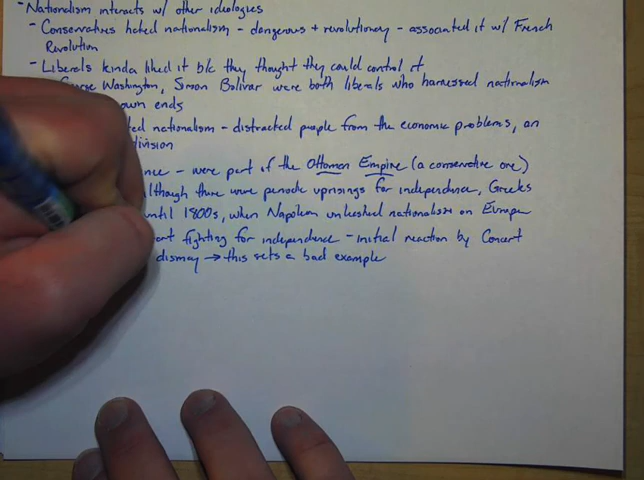 - Nationalism interacts w/ other ideologies
- Conservatives hated nationalism - dangerous + revolutionary - associated it w/ French
Revolution
- Liberals kinda liked it b/c they thought they could control it
Washington, Simon Bolivar were both liberals who harnessed nationalism
own ends
nationalism - distracted people from the economic problems, an
- were part of the Ottoman Empire (a conservative one)
although there were periodic uprisings for independence, Greeks
until 1800s, when Napoleon unleashed nationalism on Europe
fighting for independence - initial reaction by Concert
dismay → this sets a bad example